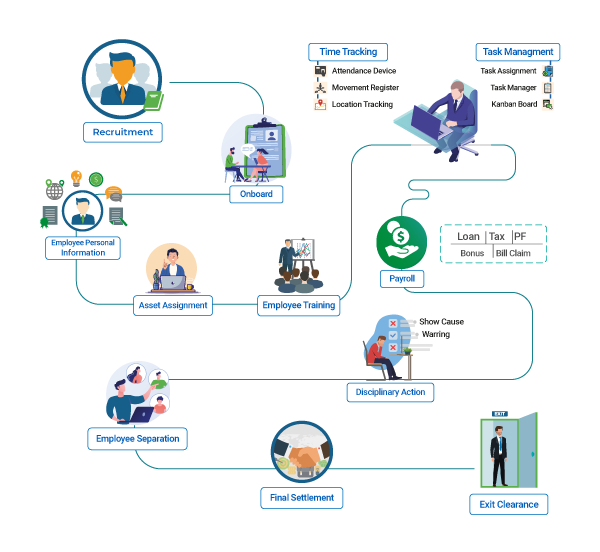 Time Tracking
Attendance Device
Movement Register
Location Tracking
Task Managment
Task Assignment
Task Manager
Kanban Board
Recruitment
Onboard
Employee Personal
Information
Asset Assignment
Employee Training
Payroll
Loan Tax PF
Bonus Bill Claim
Show Cause
Warring
Disciplinary Action
Employee Separation
Final Settlement
EXIT
Exit Clearance